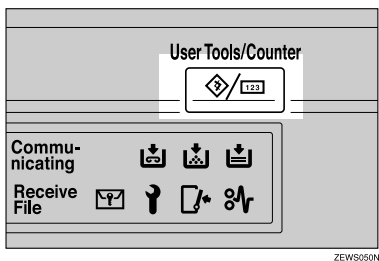 User Tools/Counter
123
Commu-
nicating
Receive
File
ZEWS050N